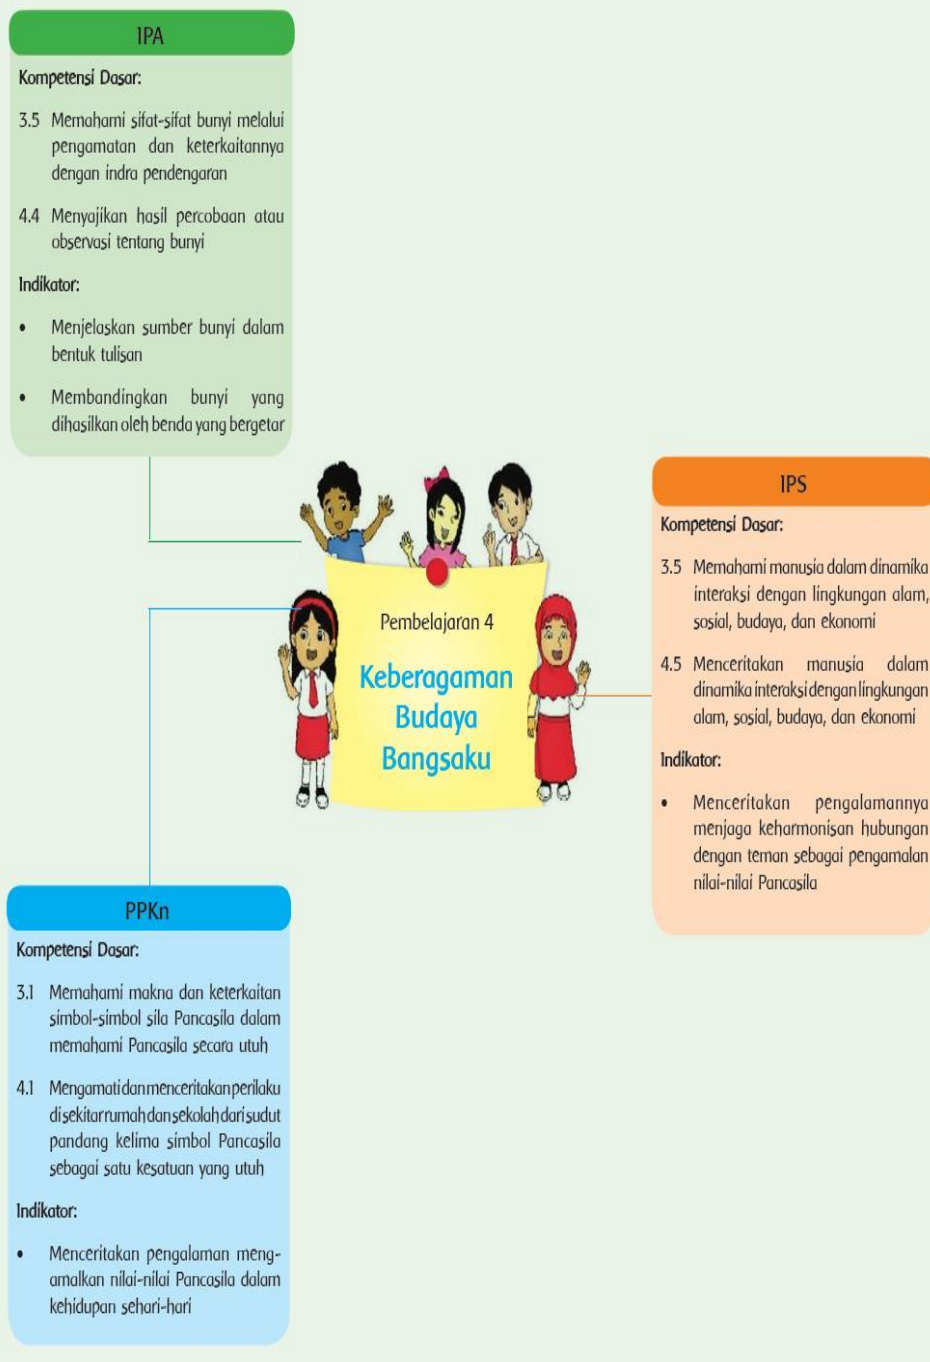 IPA
Kompetensi Dasar:
3.5 Memahami sifat-sifat bunyi melalui
pengamatan dan keterkaitannya
dengan indra pendengaran
4.4 Menyajikan hasil percobaan atau
observasi tentang bunyi
Indikator:
• Menjelaskan sumber bunyi dalam
bentuk tulisan
• Membandingkan bunyi yang
dihasilkan oleh benda yang bergetar
Pembelajaran 4
Keberagaman
Budaya
Bangsaku
IPS
Kompetensi Dasar:
3.5 Memahami manusia dalam dinamika
interaksi dengan lingkungan alam,
sosial, budaya, dan ekonomi
4.5 Menceritakan manusia dalam
dinamika interaksi dengan lingkungan
alam, sosial, budaya, dan ekonomi
Indikator:
• Menceritakan pengalamannya
menjaga keharmonisan hubungan
dengan teman sebagai pengamalan
nilai-nilai Pancasila
PPKn
Kompetensi Dasar:
3.1 Memahami makna dan keterkaitan
simbol-simbol sila Pancasila dalam
memahami Pancasila secara utuh
4.1 Mengamati dan menceritakan perilaku
di sekitar rumah dan sekolah dari sudut
pandang kelima simbol Pancasila
sebagai satu kesatuan yang utuh
Indikator:
• Menceritakan pengalaman meng-
amalkan nilai-nilai Pancasila dalam
kehidupan sehari-hari